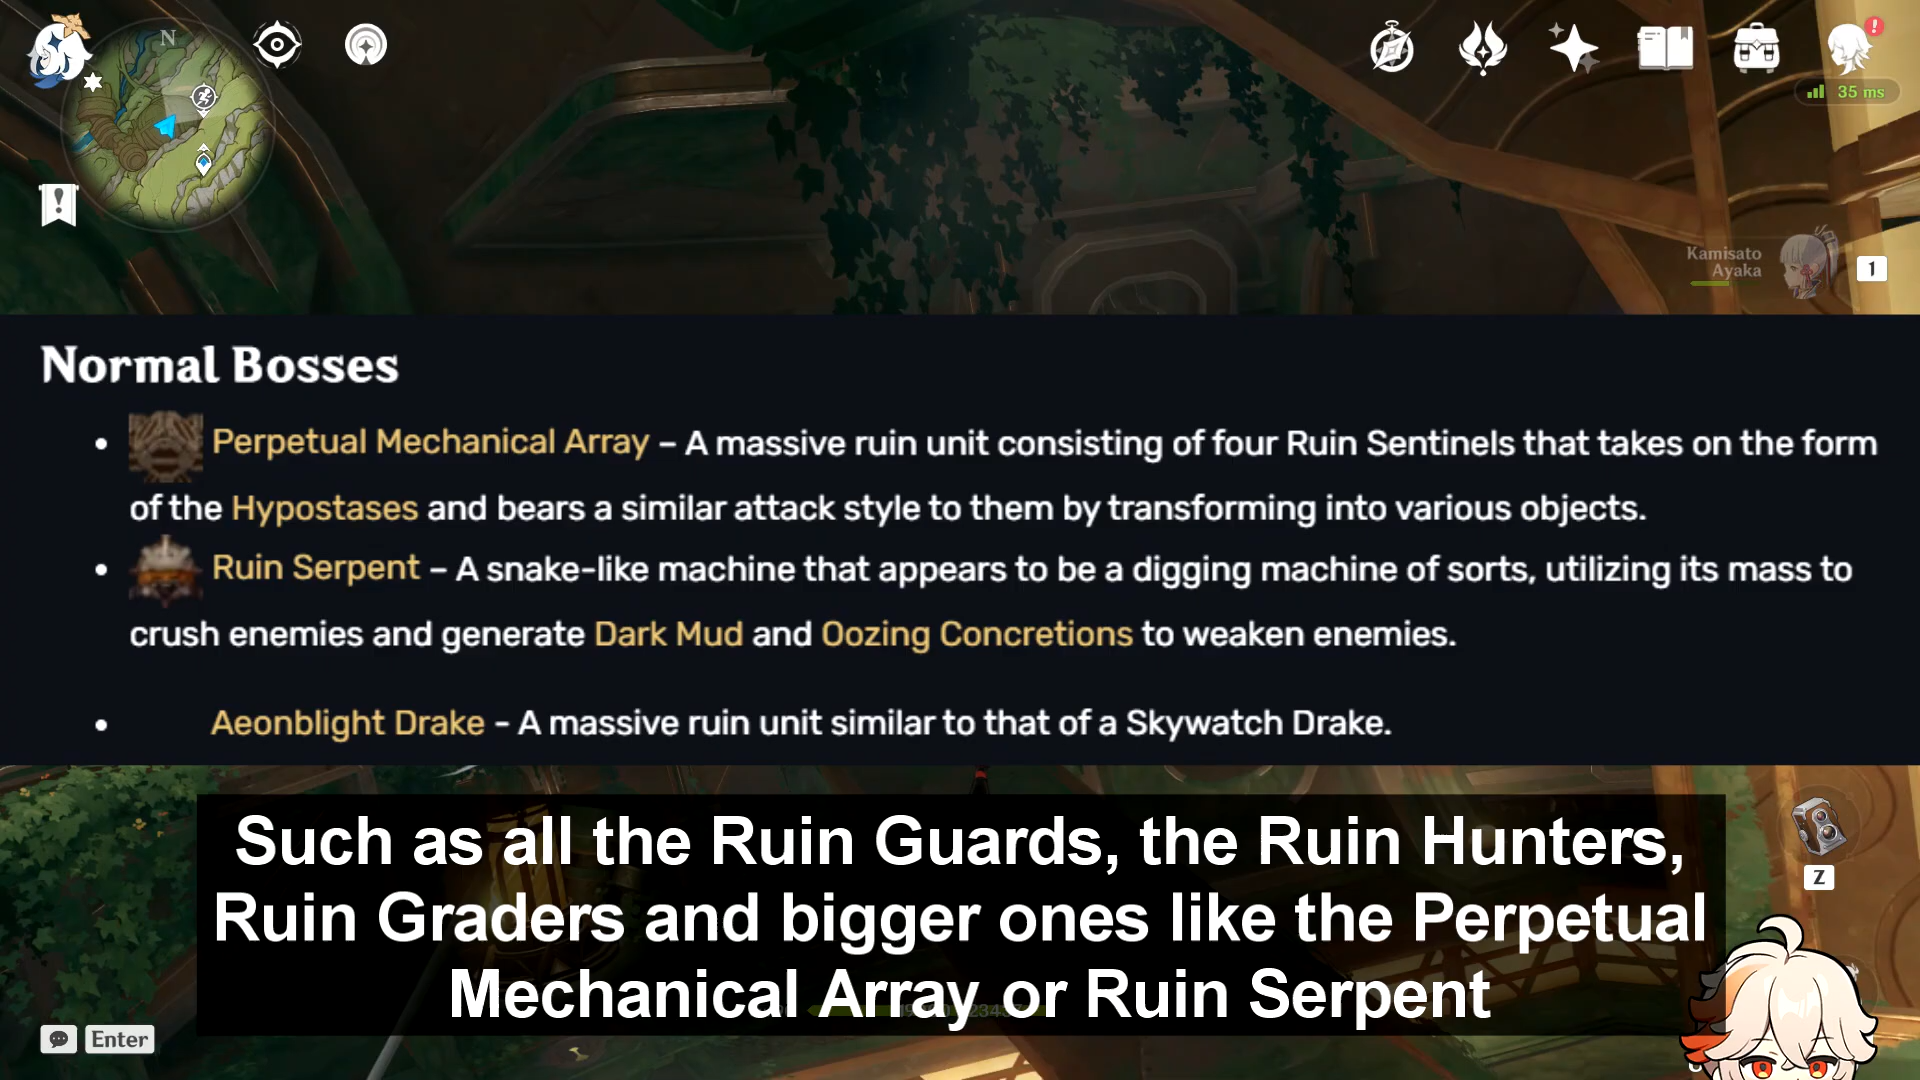 N
35 ms
Kamisato
Ayaka
1
Normal Bosses
Perpetual Mechanical Array – A massive ruin unit consisting of four Ruin Sentinels that takes on the form
of the Hypostases and bears a similar attack style to them by transforming into various objects.
Ruin Serpent – A snake-like machine that appears to be a digging machine of sorts, utilizing its mass to
crush enemies and generate Dark Mud and Oozing Concretions to weaken enemies.
Aeonblight Drake - A massive ruin unit similar to that of a Skywatch Drake.
Z
Such as all the Ruin Guards, the Ruin Hunters,
Ruin Graders and bigger ones like the Perpetual
Mechanical Array or Ruin Serpent
Enter